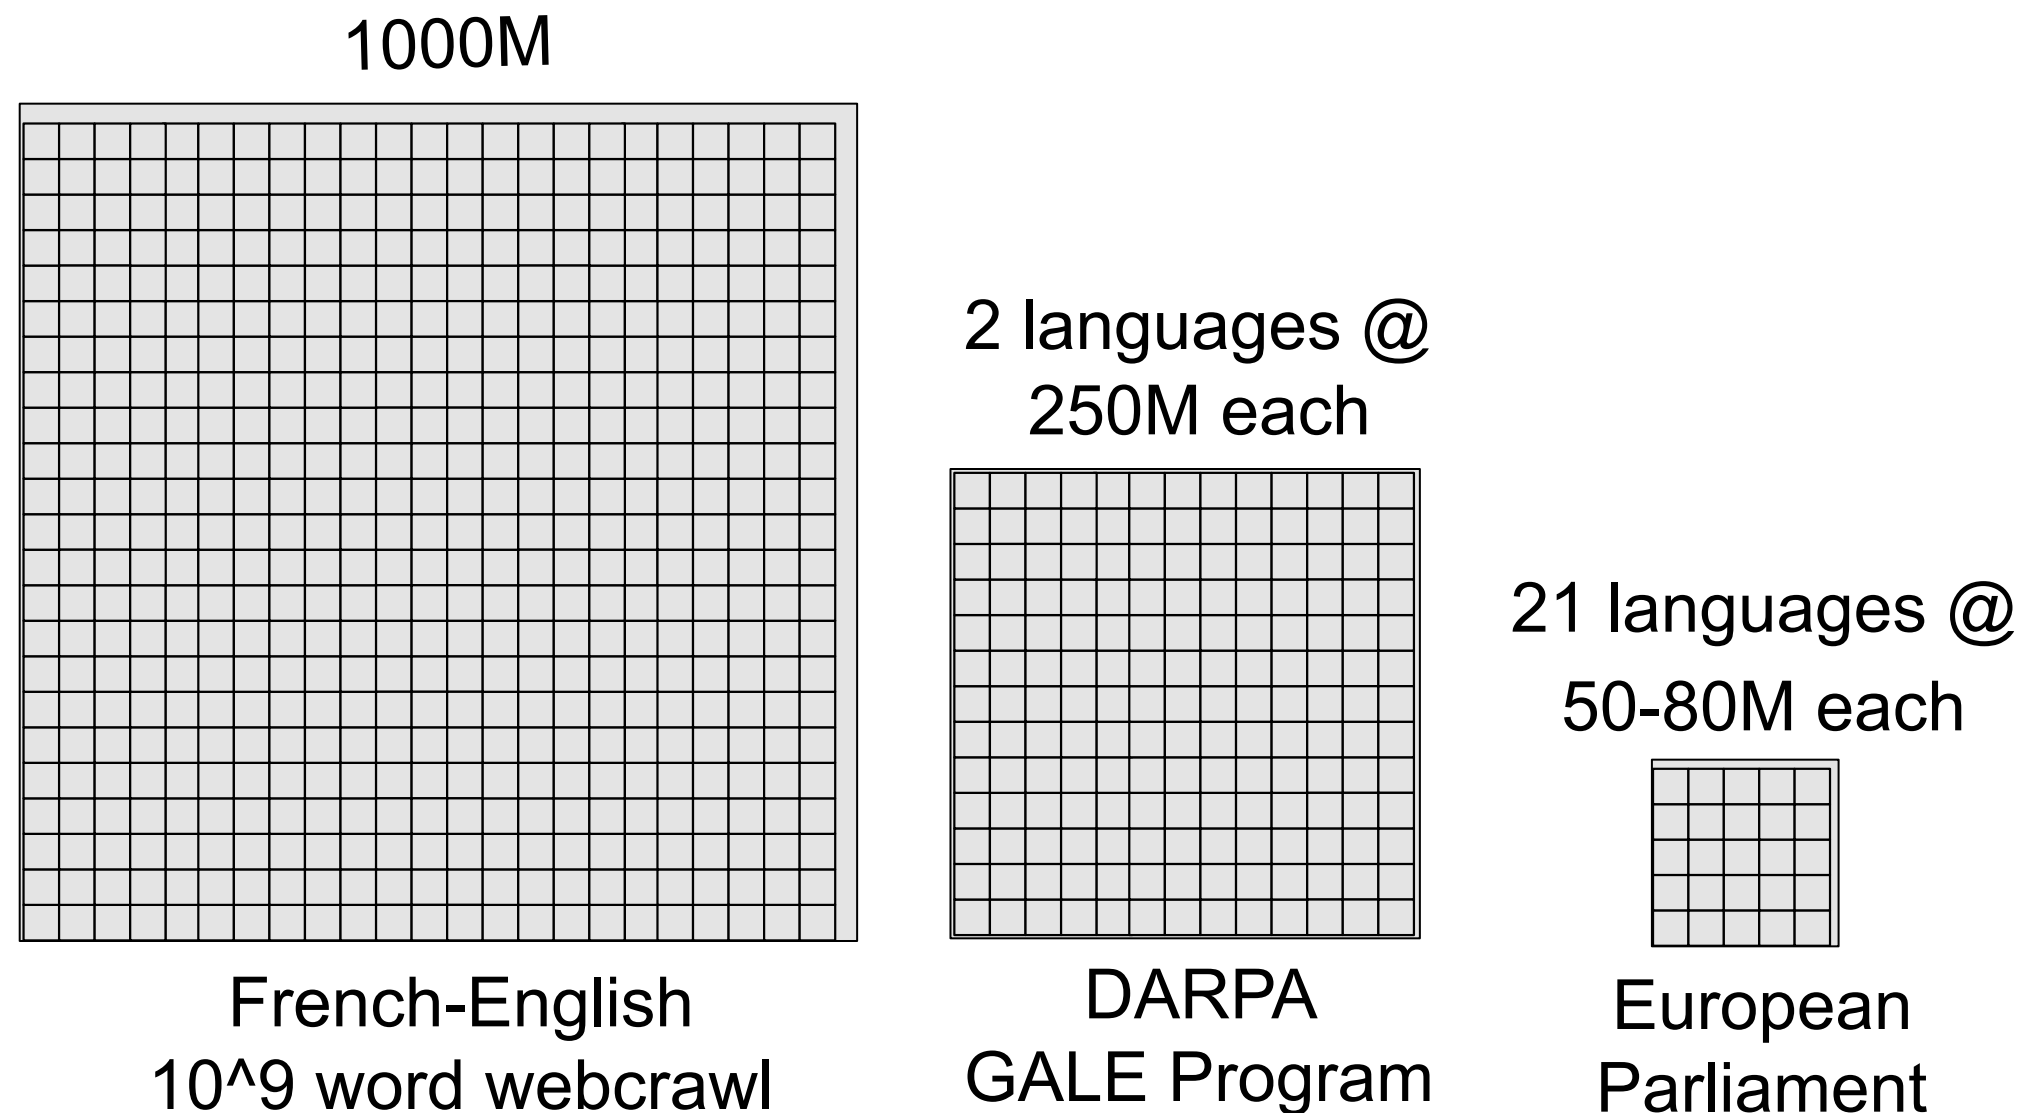 1000M
French-English
10^9 word webcrawl
2 languages @
250M each
DARPA
GALE Program
21 languages @
50-80M each
European
Parliament